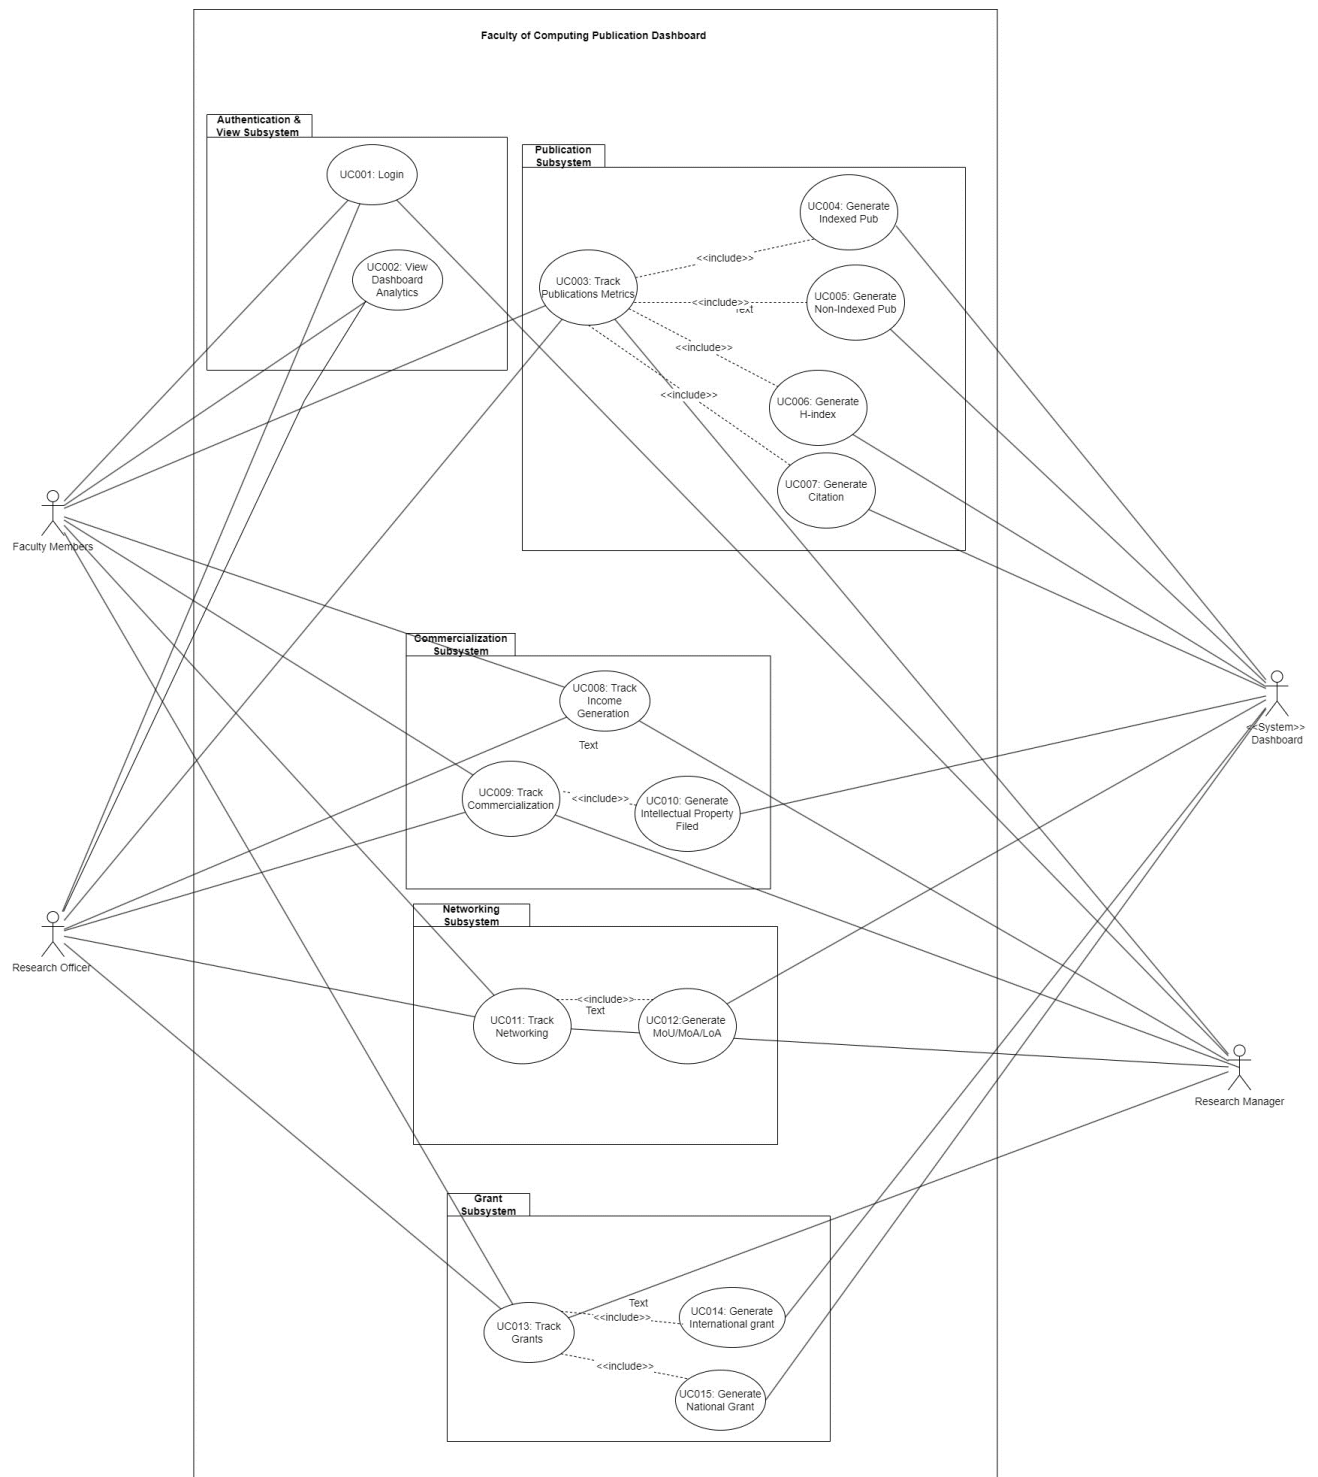 Faculty of Computing Publication Dashboard
Authentication &
View Subsystem
UC001: Login
UC002: View
Dashboard
Analytics
Publication
Subsystem
UC003: Track
Publications Metrics
<<include>>
<<include>>
Text
<<include>>
<<include>>
UC004: Generate
Indexed Pub
UC005: Generate
Non-Indexed Pub
UC006: Generate
H-index
UC007: Generate
Citation
Faculty Members
Commercialization
Subsystem
UC008: Track
Income
Generation
Text
UC009: Track
Commercialization
<<include>>
UC010: Generate
Intellectual Property
Filed
<<System>>
Dashboard
Research Officer
Networking
Subsystem
UC011: Track
Networking
<<include>>
Text
UC012:Generate
MoU/MoA/LoA
Research Manager
Grant
Subsystem
UC013: Track
Grants
Text
<<include>>
<<include>>
UC014: Generate
International grant
UC015: Generate
National Grant